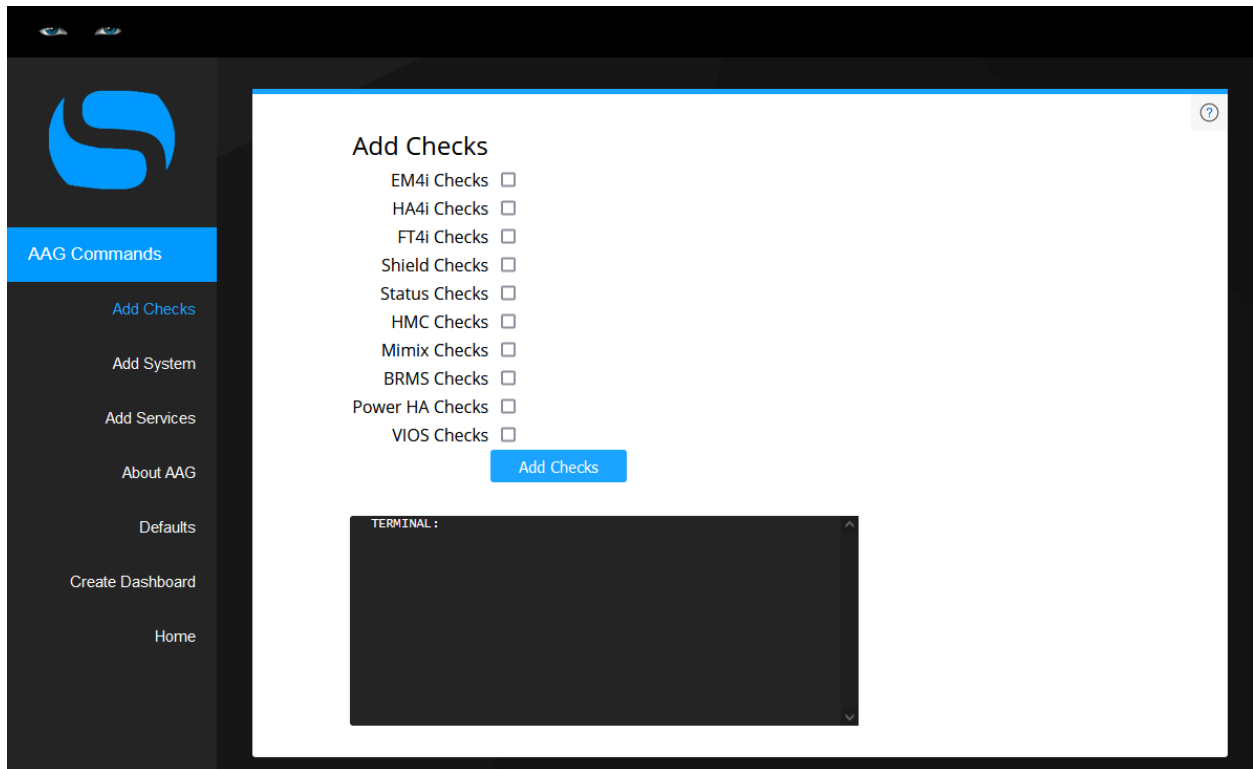 AAG Commands
Add Checks
Add System
Add Services
About AAG
Defaults
Create Dashboard
Home
?
Add Checks
EM4i Checks
HA4i Checks
FT4i Checks
Shield Checks
Status Checks
HMC Checks
Mimix Checks
BRMS Checks
Power HA Checks
VIOS Checks
Add Checks
TERMINAL: